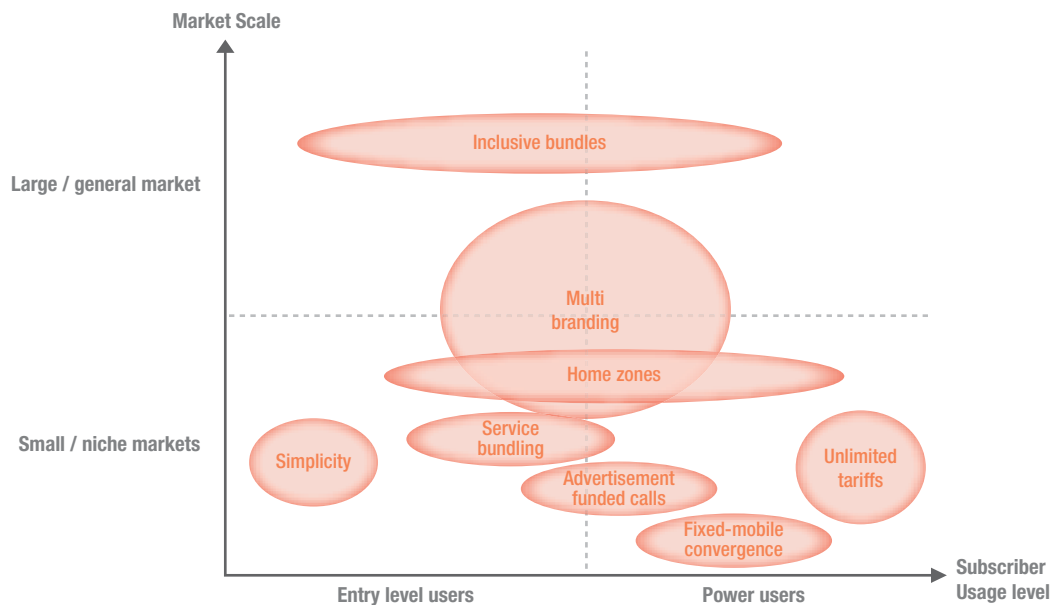 Market Scale
Inclusive bundles
Large / general market
Multi
branding
Home zones
Small / niche markets
Service
bundling
Simplicity
Unlimited
tariffs
Advertisement
funded calls
Fixed-mobile
convergence
Subscriber
Usage level
Entry level users
Power users